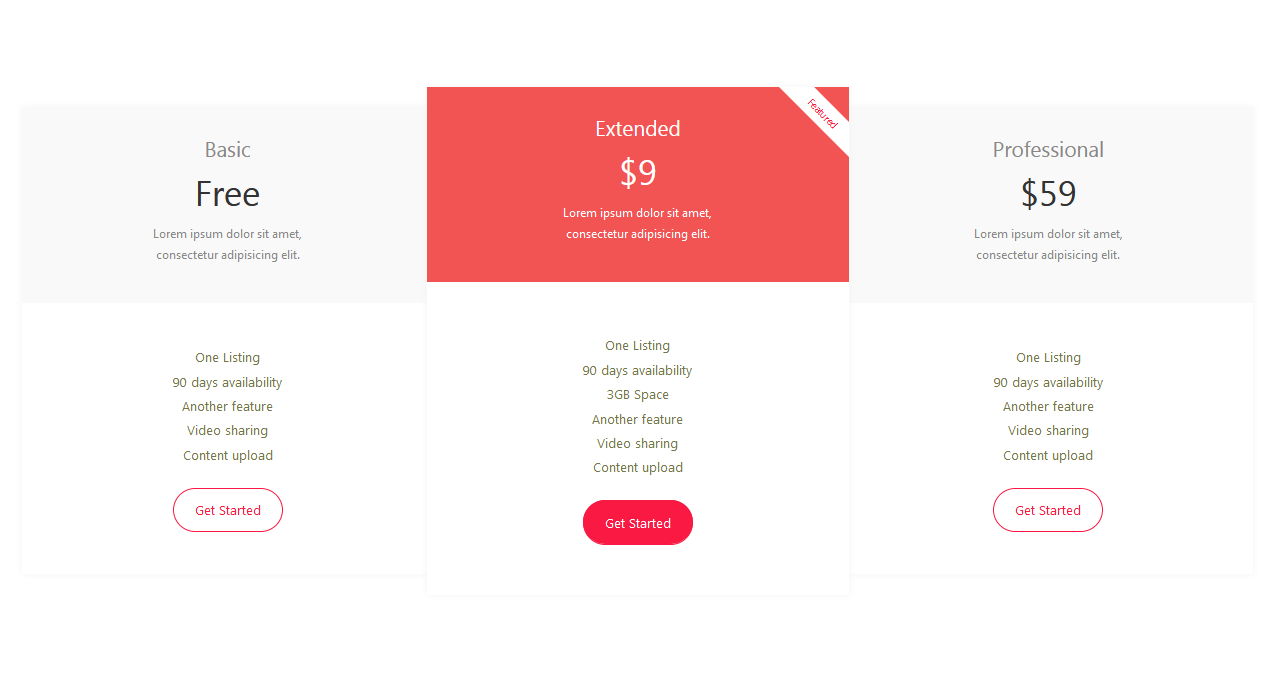 Basic
Free
Lorem ipsum dolor sit amet,
consectetur adipisicing elit.
One Listing
90 days availability
Another feature
Video sharing
Content upload
Get Started
Featured
Extended
$9
Lorem ipsum dolor sit amet,
consectetur adipisicing elit.
One Listing
90 days availability
3GB Space
Another feature
Video sharing
Content upload
Get Started
Professional
$59
Lorem ipsum dolor sit amet,
consectetur adipisicing elit.
One Listing
90 days availability
Another feature
Video sharing
Content upload
Get Started